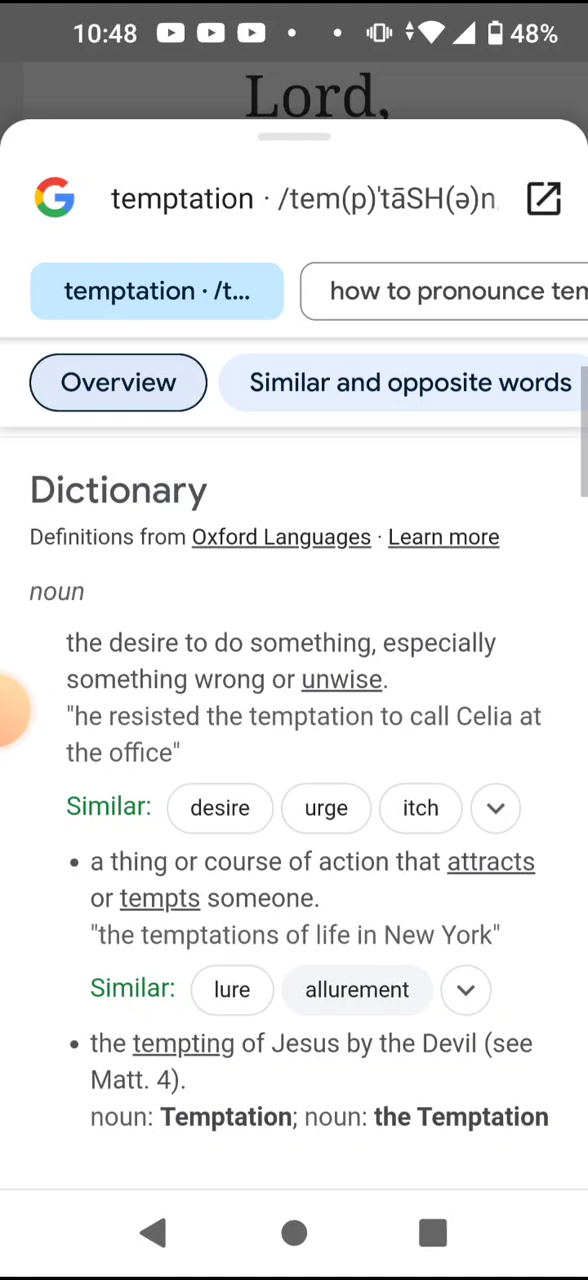 10:48 48%
Lord,
temptation · /tem(p)ˈtāSH(ə)n
temptation · /t... how to pronounce tem
Overview Similar and opposite words
Dictionary
Definitions from Oxford Languages · Learn more
noun
the desire to do something, especially
something wrong or unwise.
"he resisted the temptation to call Celia at
the office"
Similar: desire urge itch
• a thing or course of action that attracts
or tempts someone.
"the temptations of life in New York"
Similar: lure allurement
• the tempting of Jesus by the Devil (see
Matt. 4).
noun: Temptation; noun: the Temptation